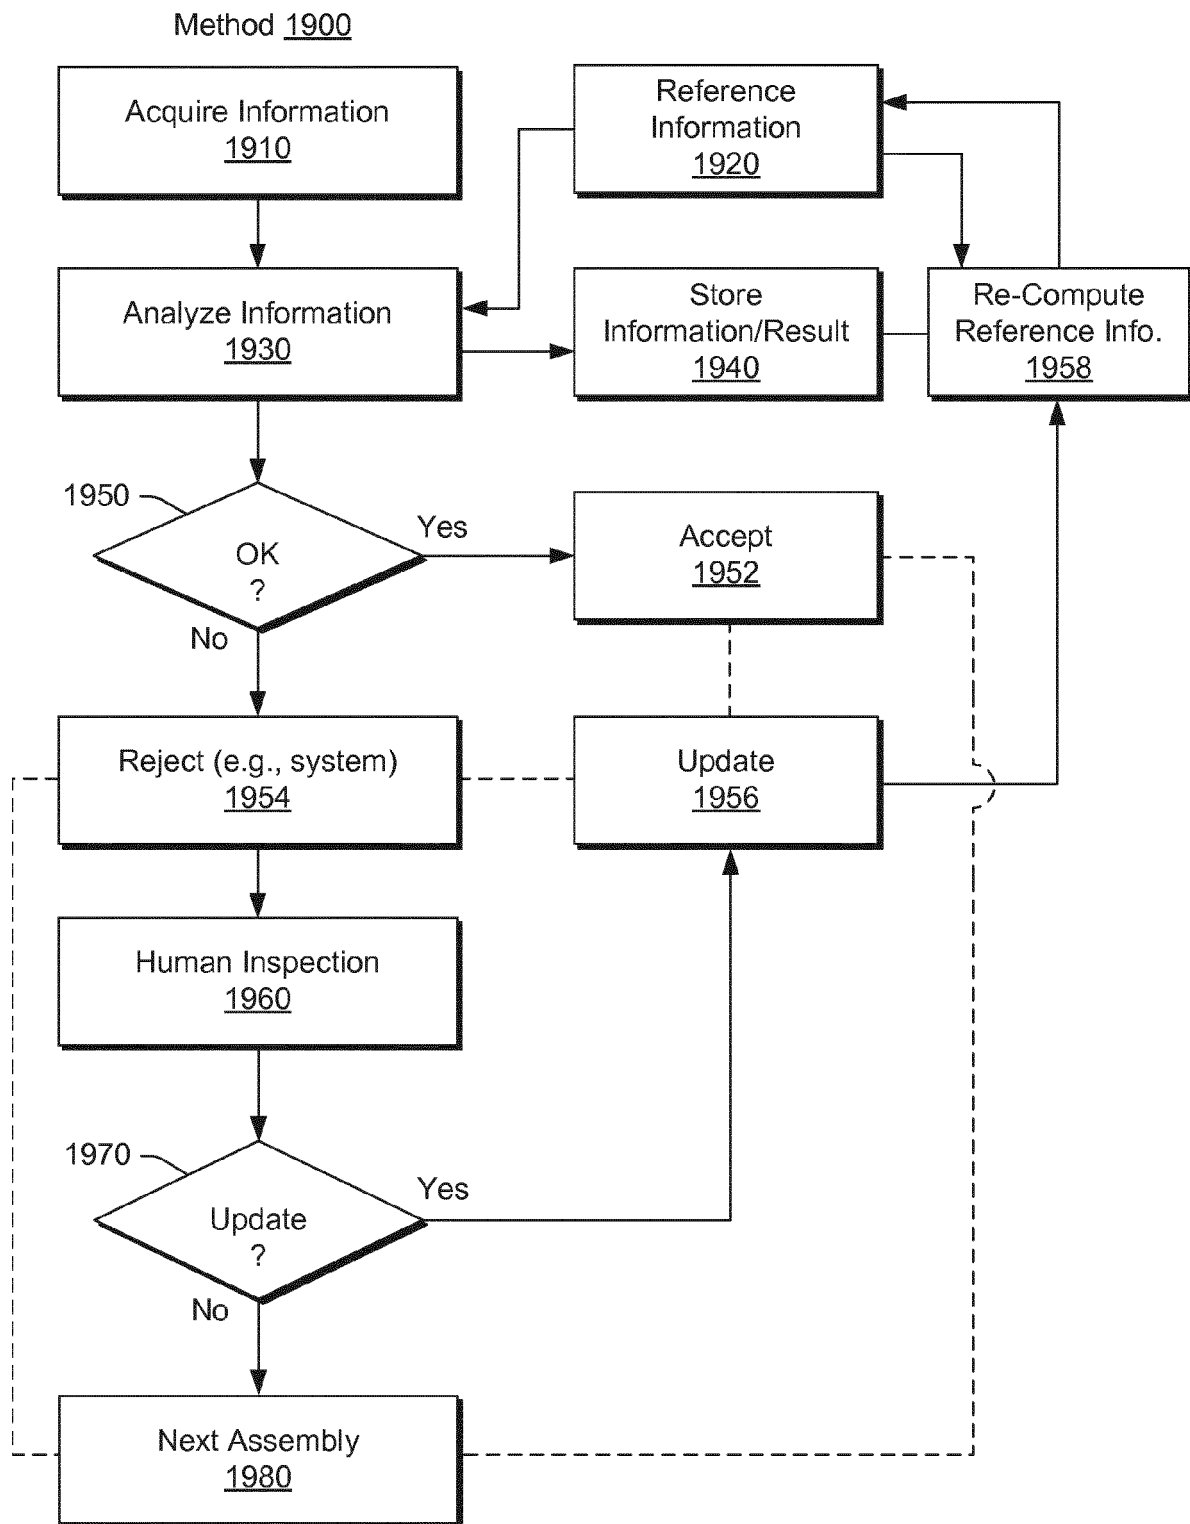 Method 1900
Acquire Information
1910
Reference
Information
1920
Analyze Information
1930
Store
Information/Result
1940
Re-Compute
Reference Info.
1958
1950
OK
?
Yes
No
Accept
1952
Reject (e.g., system)
1954
Update
1956
Human Inspection
1960
1970
Update
?
Yes
No
Next Assembly
1980